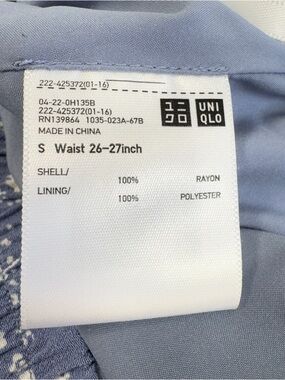 222-425372(01-16)
04-22-0H135B
222-425372(01-16)
RN139864 1035-023A-67B
MADE IN CHINA
ユニ
クロ
UNI
QLO
S Waist 26-27inch
SHELL/
100% RAYON
LINING/
100% POLYESTER